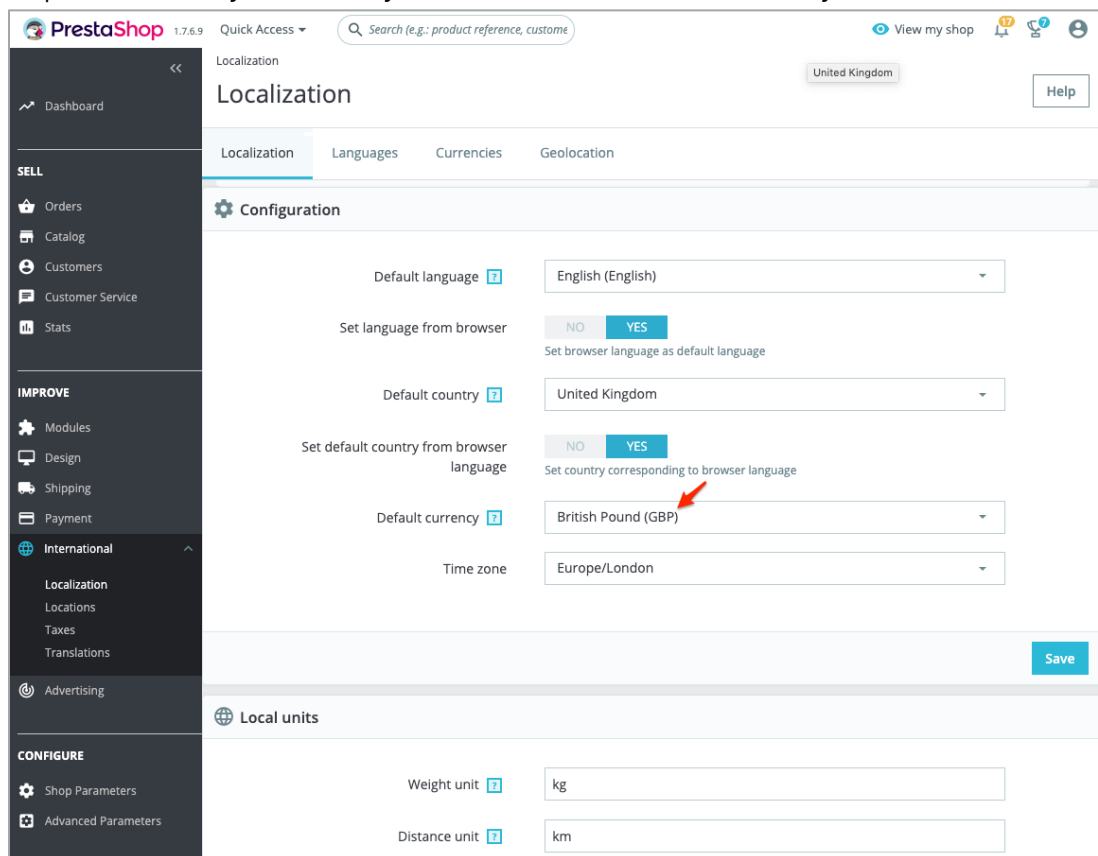 PrestaShop 1.7.6.9 Quick Access Search (e.g.: product reference, custome View my shop 17 2
Localization
United Kingdom
Localization
Help
Dashboard
Localization Languages Currencies Geolocation
SELL
Orders
Catalog
Customers
Customer Service
Stats
IMPROVE
Modules
Design
Shipping
Payment
International
Localization
Locations
Taxes
Translations
Advertising
CONFIGURE
Shop Parameters
Advanced Parameters
Configuration
Default language ? English (English)
Set language from browser NO YES
Set browser language as default language
Default country ? United Kingdom
Set default country from browser NO YES
language Set country corresponding to browser language
Default currency ? British Pound (GBP)
Time zone Europe/London
Save
Local units
Weight unit ? kg
Distance unit ? km